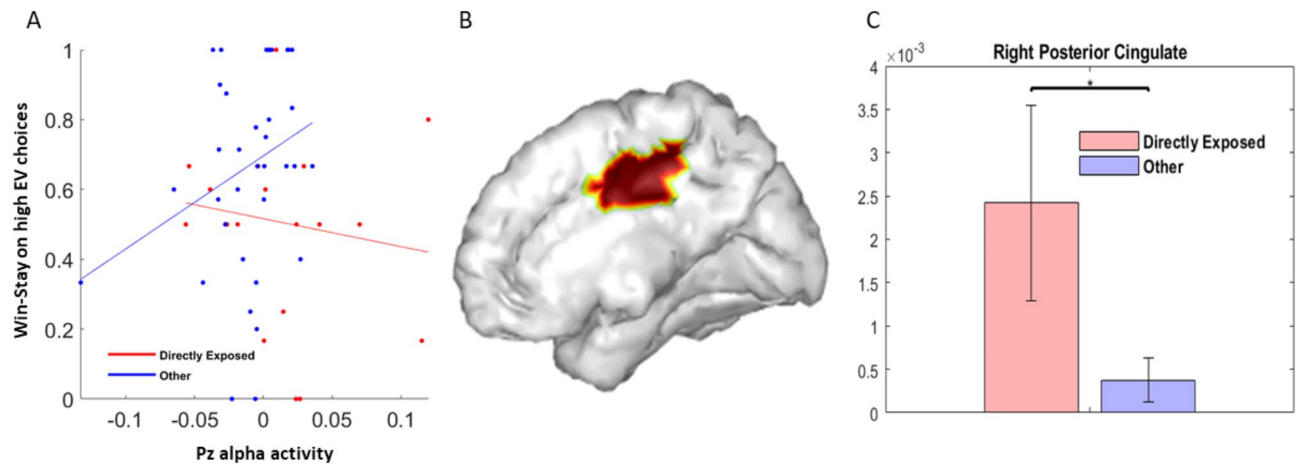 A
Win-Stay on high EV choices
1
0.8
0.6
0.4
0.2
0
-0.1
-0.05
0
0.05
0.1
Directly Exposed
Other
Pz alpha activity
B
C
×10⁻³
Right Posterior Cingulate
4
3.5
3
2.5
2
1.5
1
0.5
0
*
Directly Exposed
Other